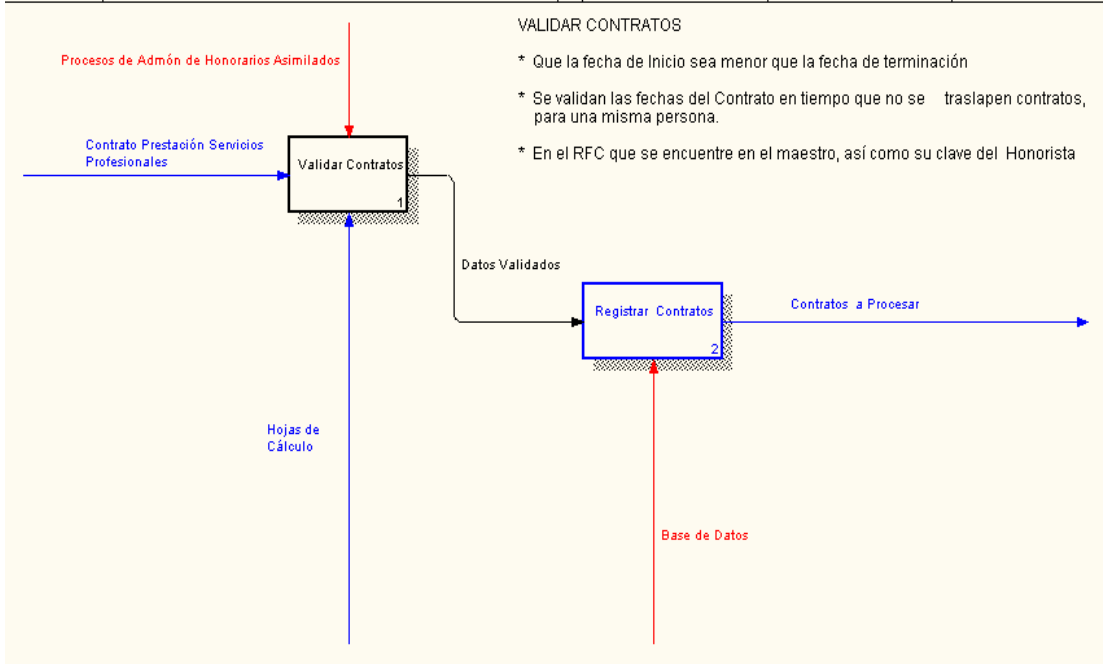 VALIDAR CONTRATOS
* Que la fecha de Inicio sea menor que la fecha de terminación
* Se validan las fechas del Contrato en tiempo que no se traslapen contratos,
para una misma persona.
* En el RFC que se encuentre en el maestro, así como su clave del Honorista
Procesos de Admón de Honorarios Asimilados
Contrato Prestación Servicios
Profesionales
Validar Contratos
1
Datos Validados
Registrar Contratos
2
Contratos a Procesar
Hojas de
Cálculo
Base de Datos